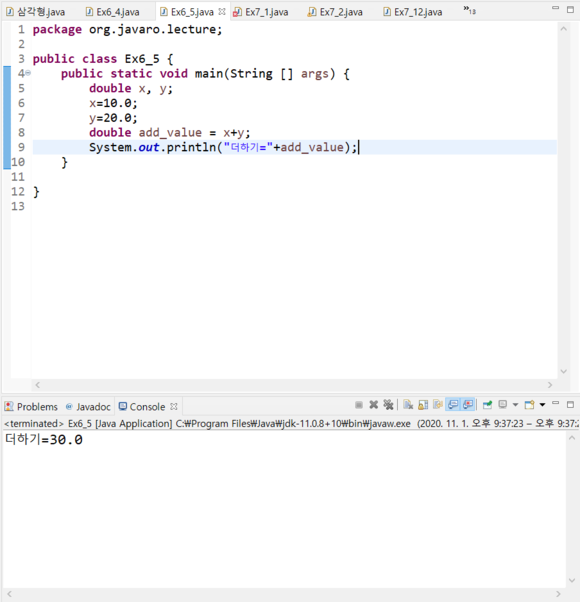 삼각형.java Ex6_4.java Ex6_5.java Ex7_1.java Ex7_2.java Ex7_12.java »13
1 package org.javaro.lecture;
2
3 public class Ex6_5 {
4 public static void main(String [] args) {
5 double x, y;
6 x=10.0;
7 y=20.0;
8 double add_value = x+y;
9 System.out.println("더하기="+add_value);
10 }
11
12 }
13
Problems Javadoc Console
<terminated> Ex6_5 [Java Application] C:₩Program Files₩Java₩jdk-11.0.8+10₩bin₩javaw.exe (2020. 11. 1. 오후 9:37:23 – 오후 9:37:2
더하기=30.0